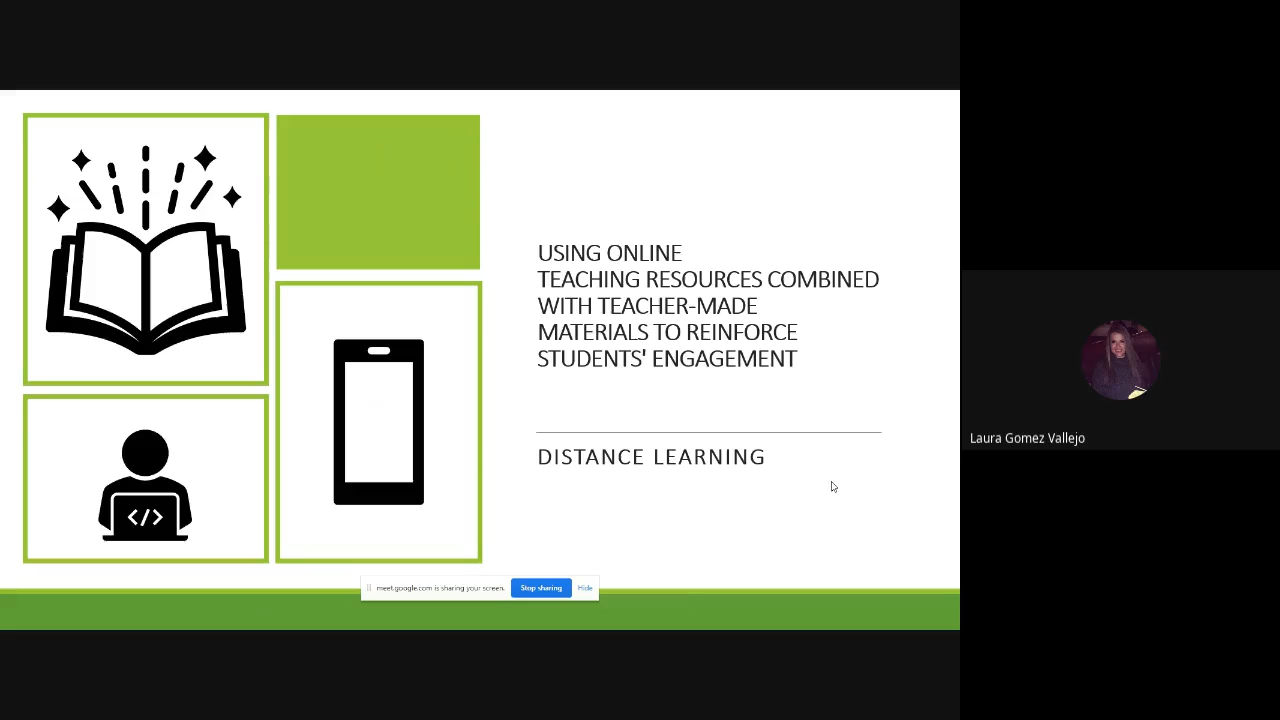 USING ONLINE
TEACHING RESOURCES COMBINED
WITH TEACHER-MADE
MATERIALS TO REINFORCE
STUDENTS' ENGAGEMENT
DISTANCE LEARNING
</>
meet.google.com is sharing your screen.
Stop sharing
Hide
Laura Gomez Vallejo